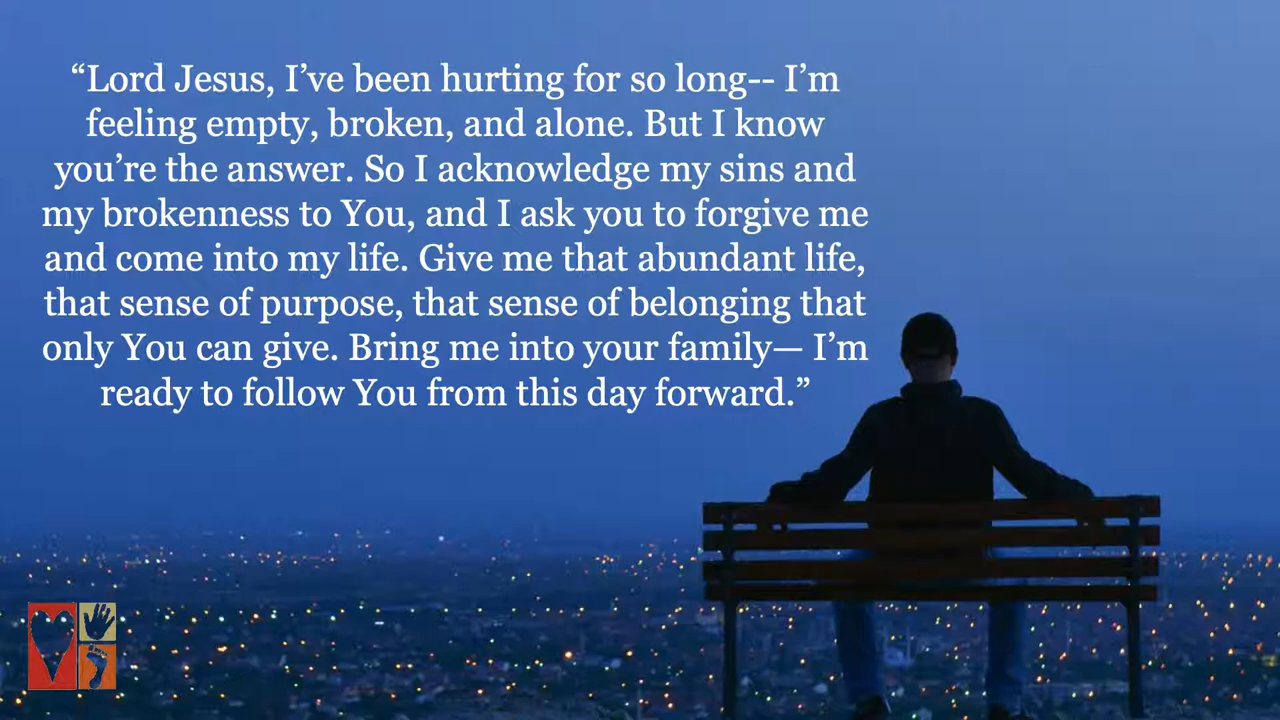 “Lord Jesus, I’ve been hurting for so long-- I’m
feeling empty, broken, and alone. But I know
you’re the answer. So I acknowledge my sins and
my brokenness to You, and I ask you to forgive me
and come into my life. Give me that abundant life,
that sense of purpose, that sense of belonging that
only You can give. Bring me into your family— I’m
ready to follow You from this day forward.”